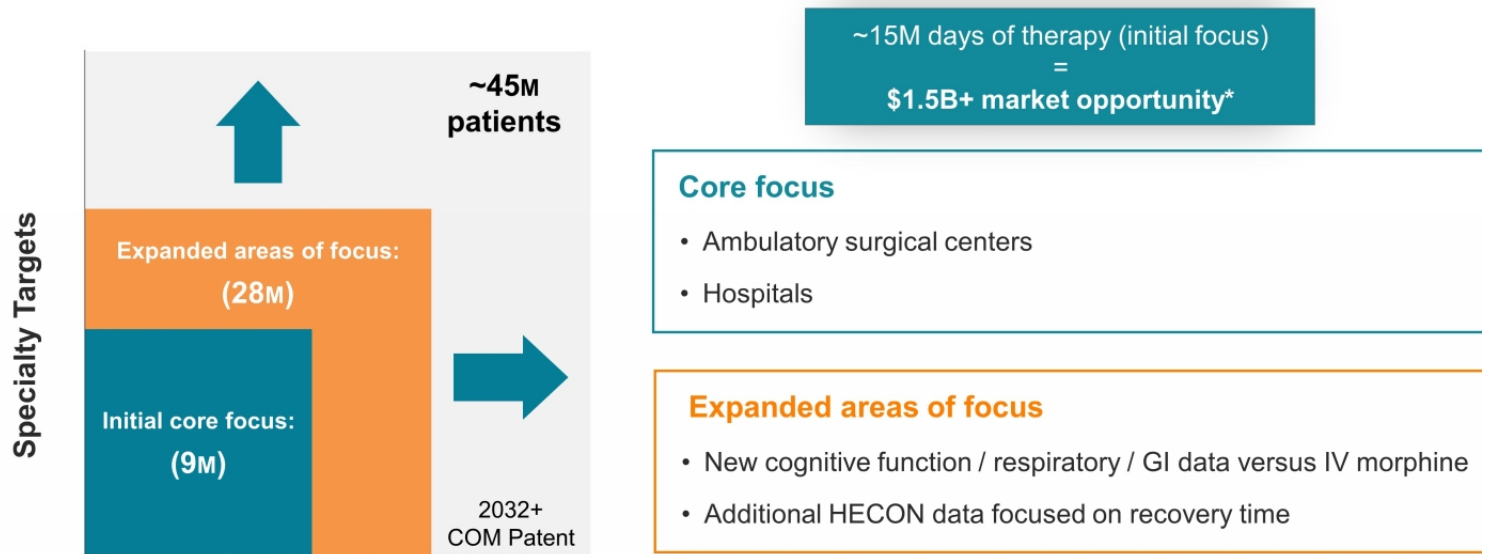 Specialty Targets
~45M
patients
Expanded areas of focus:
(28M)
Initial core focus:
(9M)
2032+
COM Patent
~15M days of therapy (initial focus)
=
$1.5B+ market opportunity*
Core focus
• Ambulatory surgical centers
• Hospitals
Expanded areas of focus
• New cognitive function / respiratory / GI data versus IV morphine
• Additional HECON data focused on recovery time